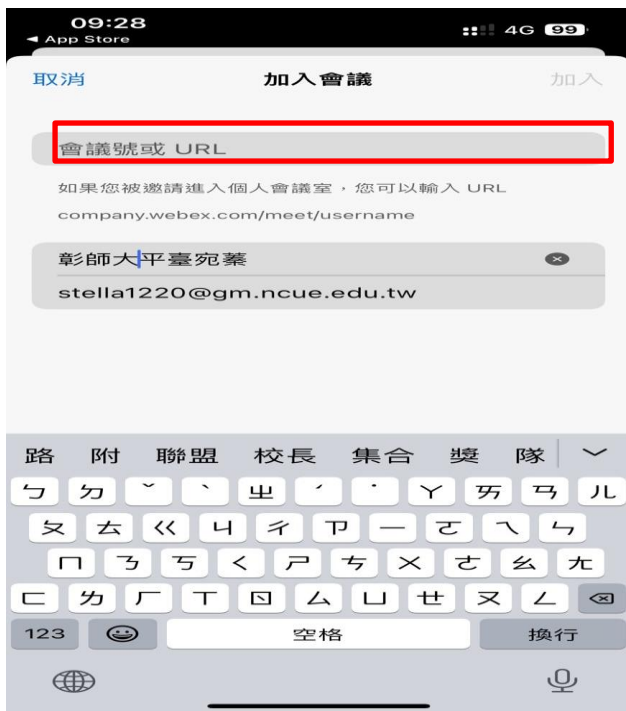 09:28
◀ App Store
4G 99
取消 加入會議 加入
會議號或 URL
如果您被邀請進入個人會議室，您可以輸入 URL
company.webex.com/meet/username
彰師大平臺宛蓁
stella1220@gm.ncue.edu.tw
路 附 聯盟 校長 集合 獎 隊
ㄅ ㄉ ˇ ˋ ㄓ ˊ ˙ ㄚ ㄞ ㄢ ㄦ
ㄆ ㄊ ㄍ ㄐ ㄔ ㄗ ㄧ ㄛ ㄟ ㄣ
ㄇ ㄋ ㄎ ㄑ ㄕ ㄘ ㄨ ㄜ ㄠ ㄤ
ㄈ ㄌ ㄏ ㄒ ㄖ ㄙ ㄩ ㄝ ㄡ ㄥ
123 空格 換行